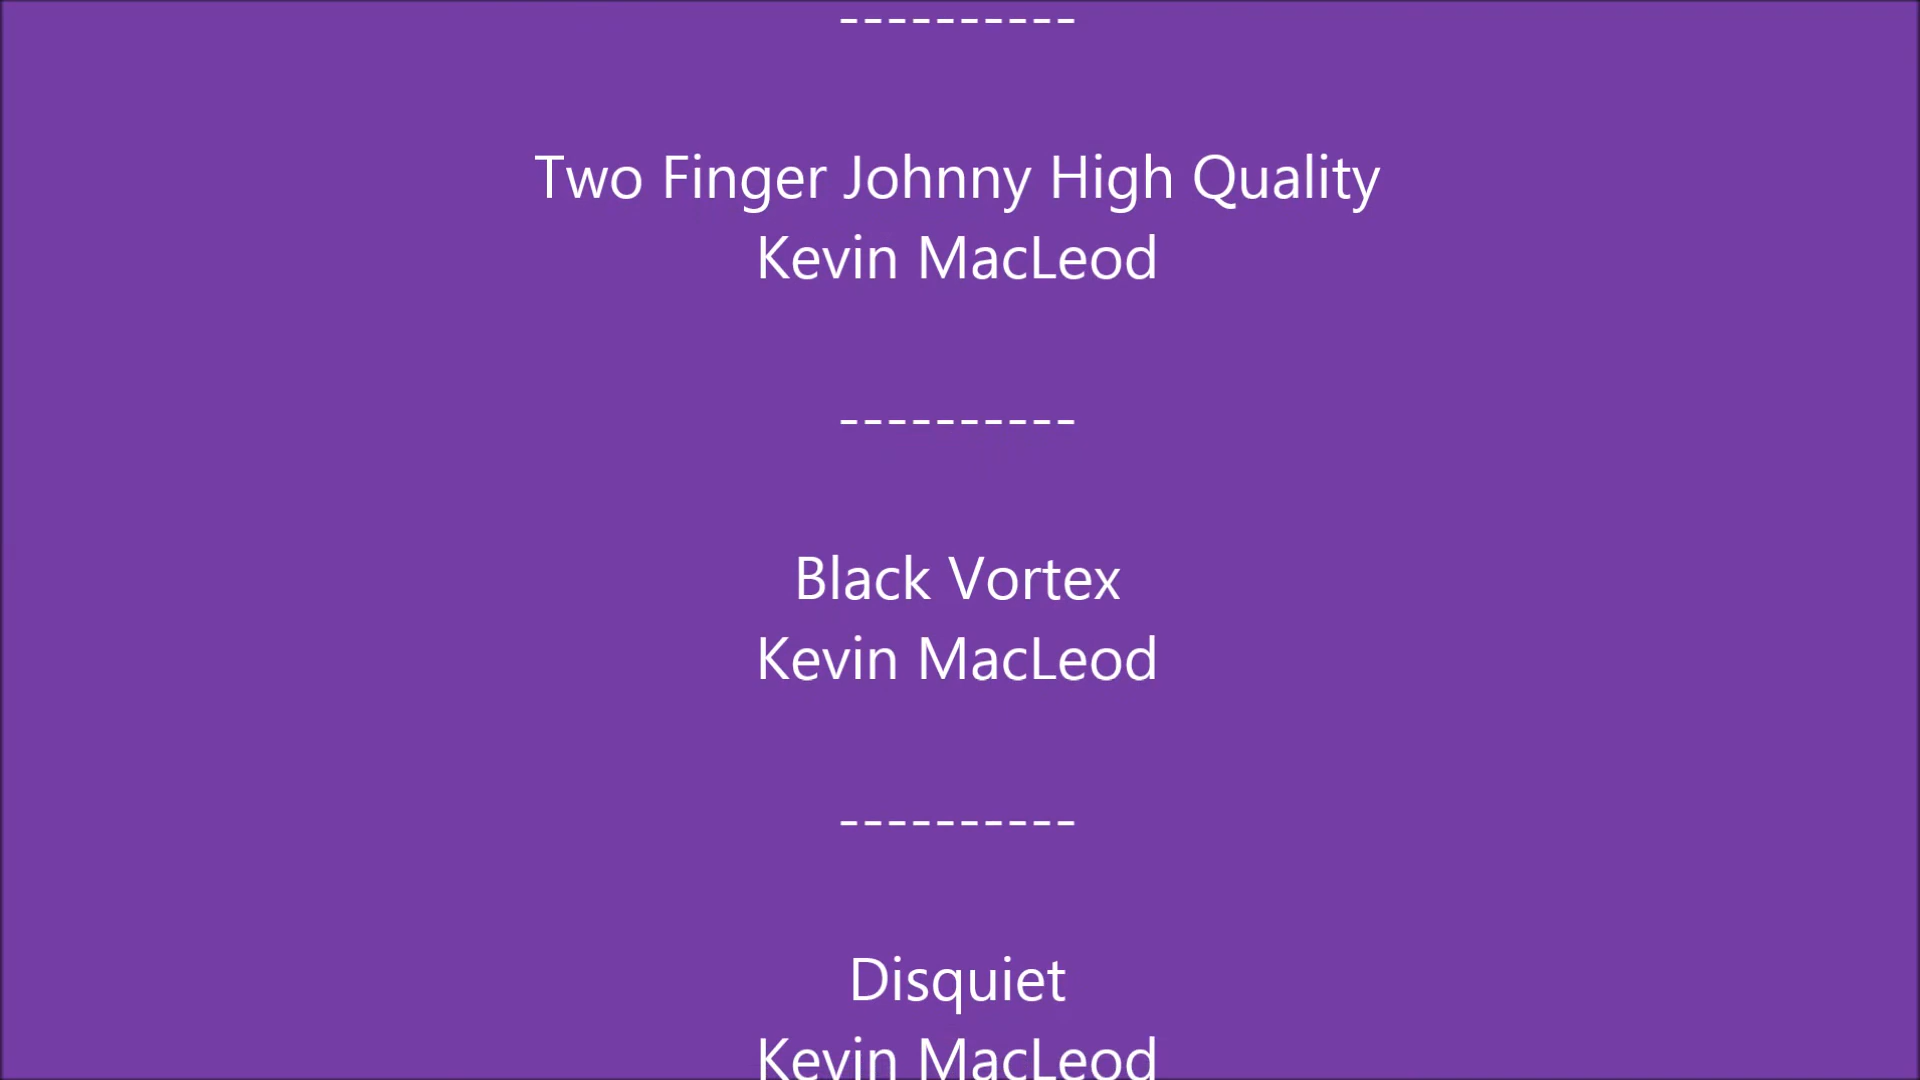 ----------
Two Finger Johnny High Quality
Kevin MacLeod
----------
Black Vortex
Kevin MacLeod
----------
Disquiet
Kevin MacLeod